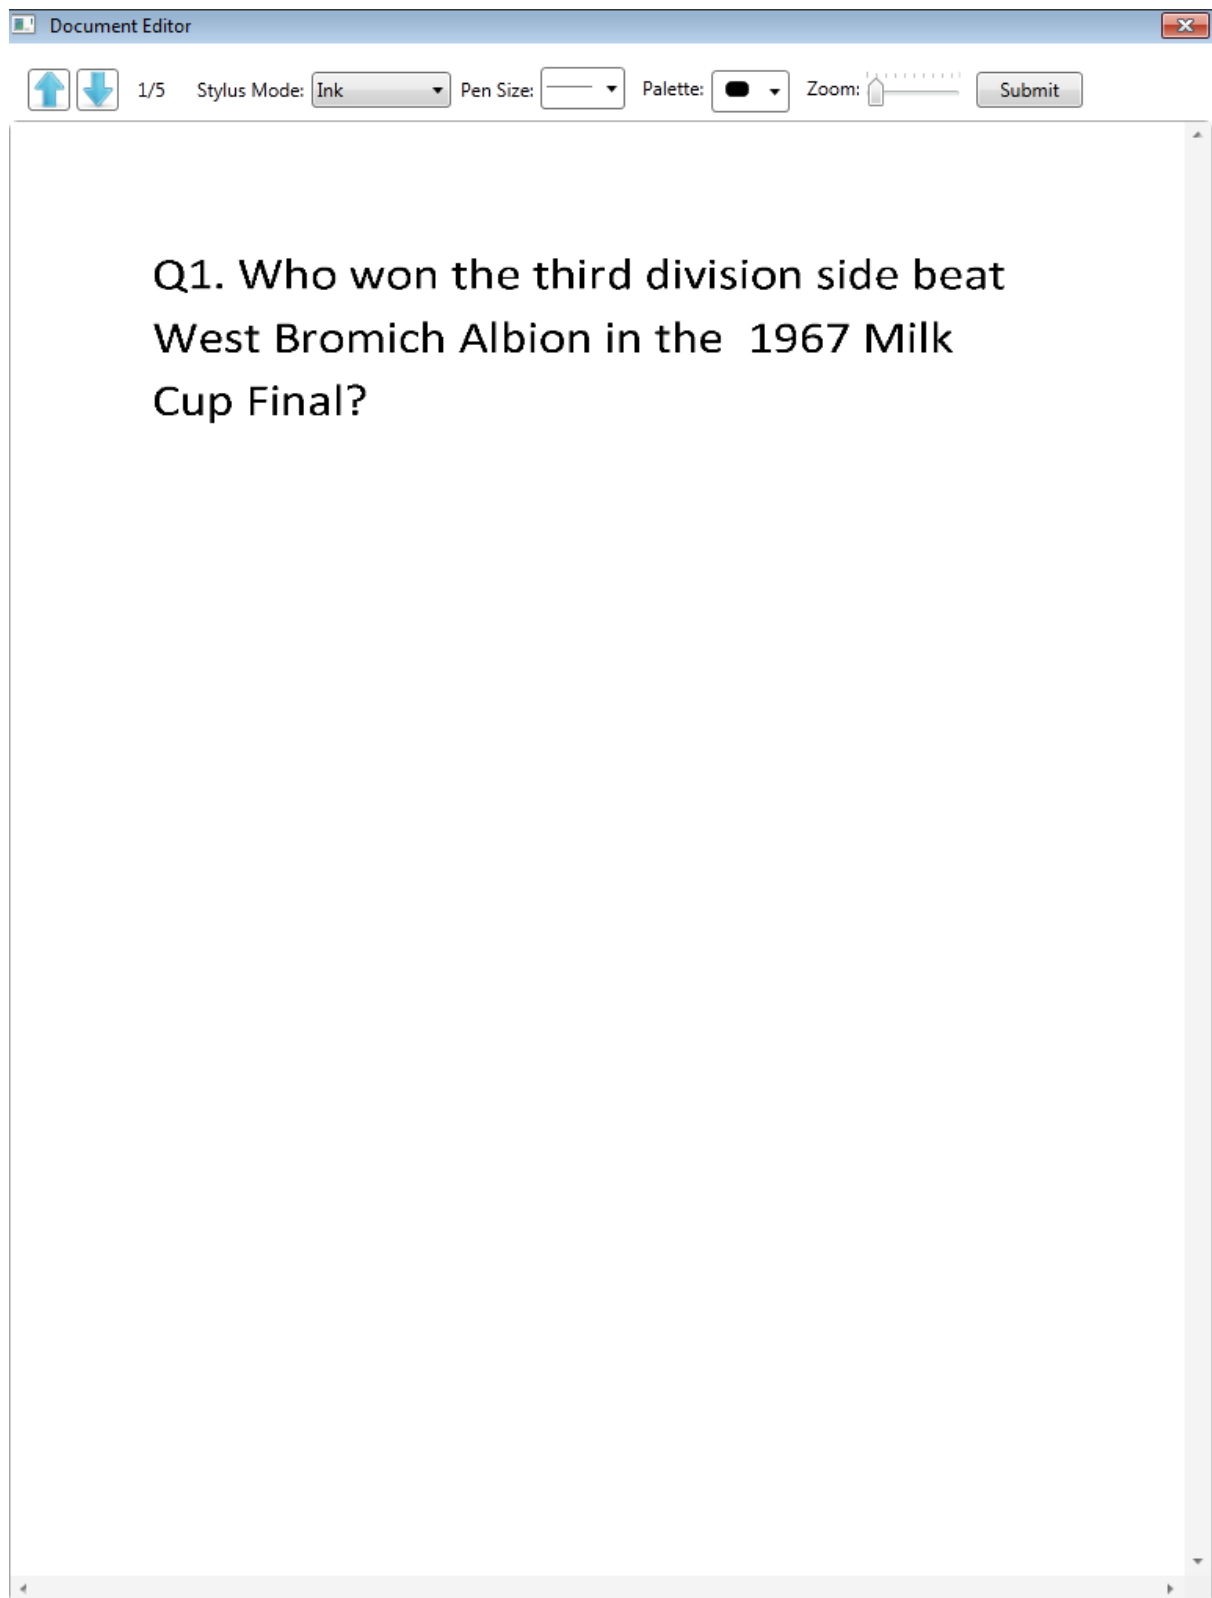 Document Editor
1/5 Stylus Mode: Ink Pen Size: Palette: Zoom: Submit
Q1. Who won the third division side beat
West Bromich Albion in the  1967 Milk
Cup Final?